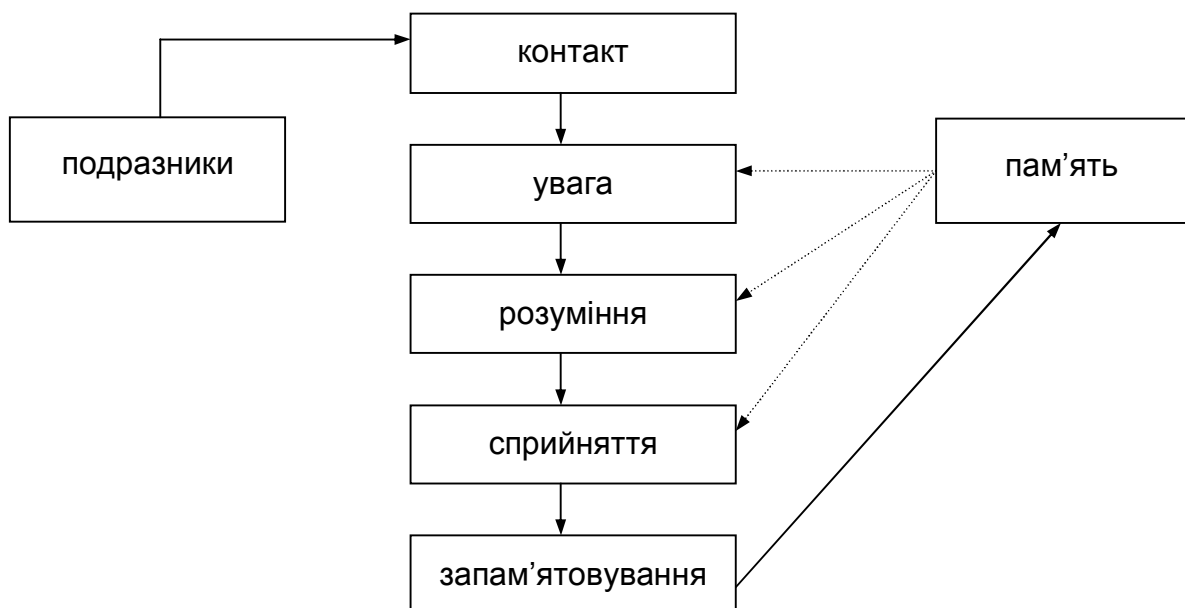 контакт
подразники
увага
пам’ять
розуміння
сприйняття
запам’ятовування